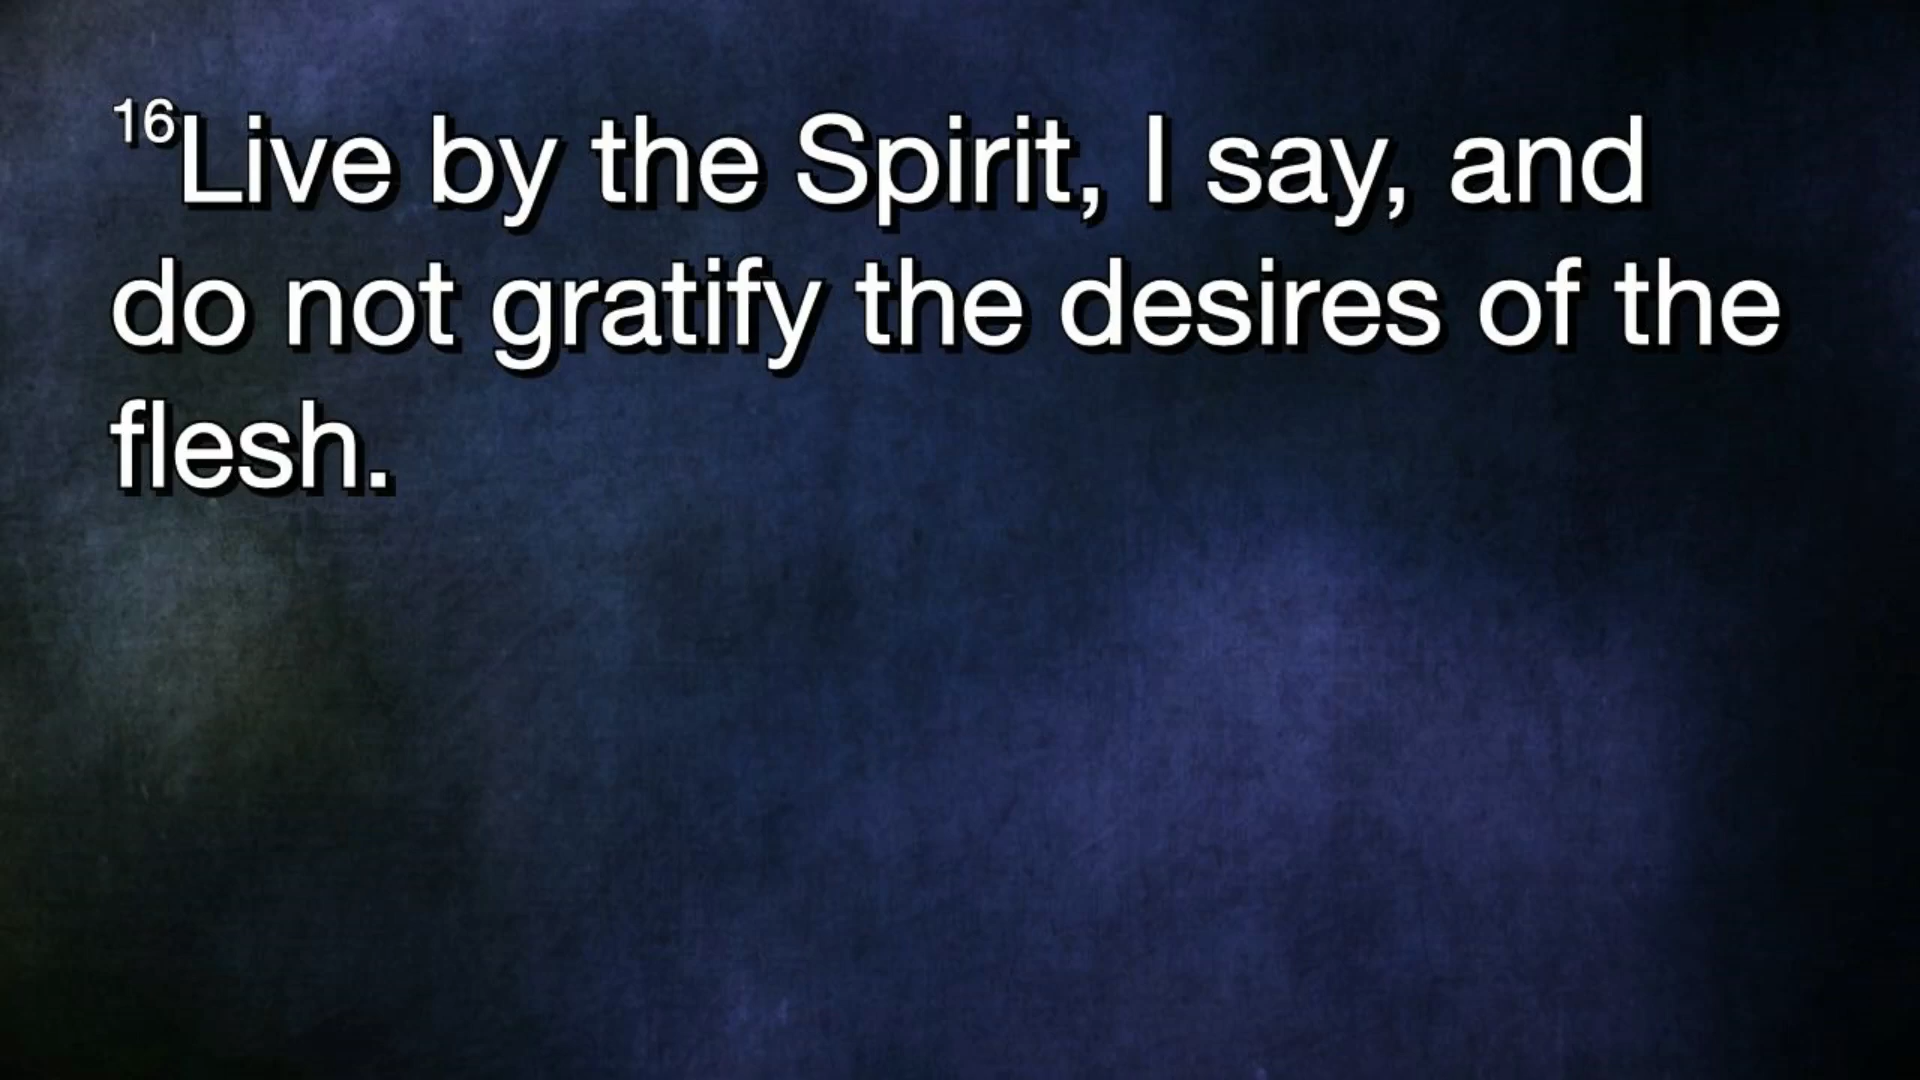 16Live by the Spirit, I say, and
do not gratify the desires of the
flesh.